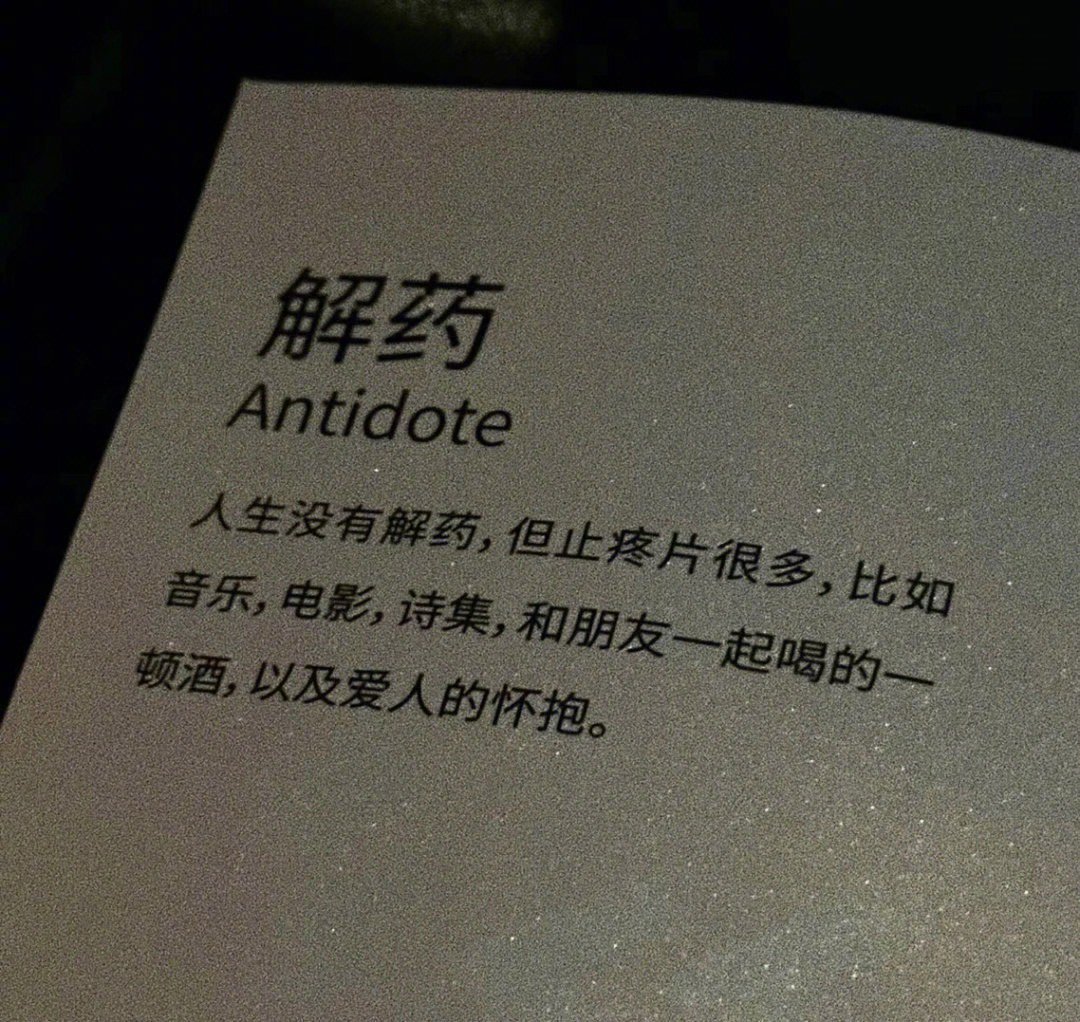 解药
Antidote
人生没有解药，但止疼片很多，比如
音乐，电影，诗集，和朋友一起喝的一
顿酒，以及爱人的怀抱。